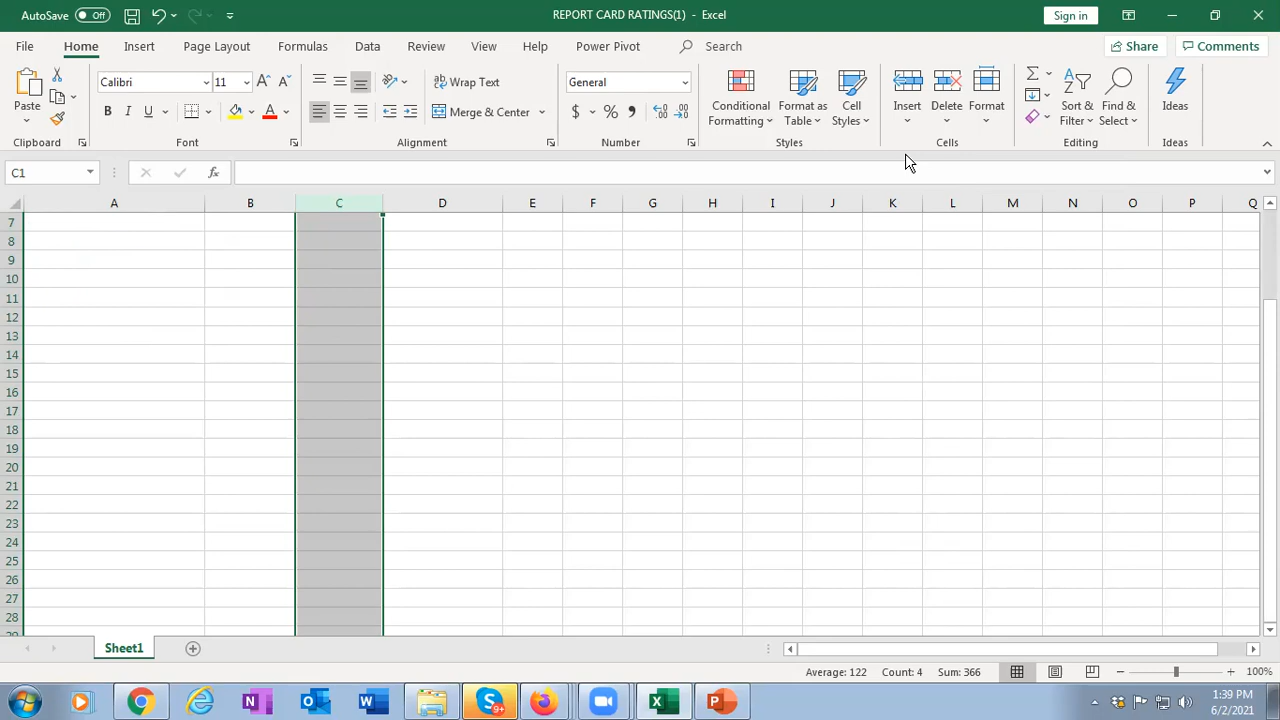 AutoSave Off REPORT CARD RATINGS(1) - Excel Sign in
File Home Insert Page Layout Formulas Data Review View Help Power Pivot Search Share Comments
Paste
Calibri 11
B I U
A A
A
Wrap Text
Merge & Center
General
$ %
Conditional Formatting
Format as Table
Cell Styles
Insert
Delete
Format
Sort & Filter
Find & Select
Ideas
Clipboard Font Alignment Number Styles Cells Editing Ideas
C1 fx
A B C D E F G H I J K L M N O P Q
7
8
9
10
11
12
13
14
15
16
17
18
19
20
21
22
23
24
25
26
27
28
Sheet1
Average: 122 Count: 4 Sum: 366 100%
9+
1:39 PM
6/2/2021